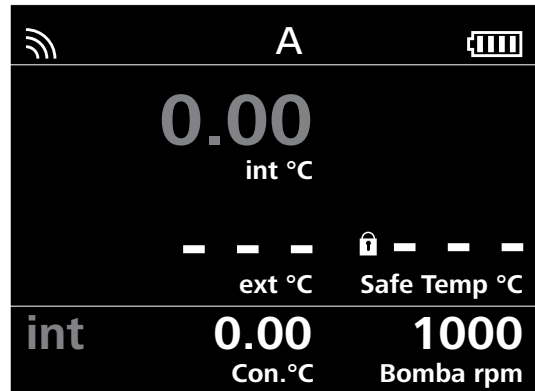 A
0.00
int °C
- - - - - -
ext °C Safe Temp °C
int 0.00 1000
Con.°C Bomba rpm